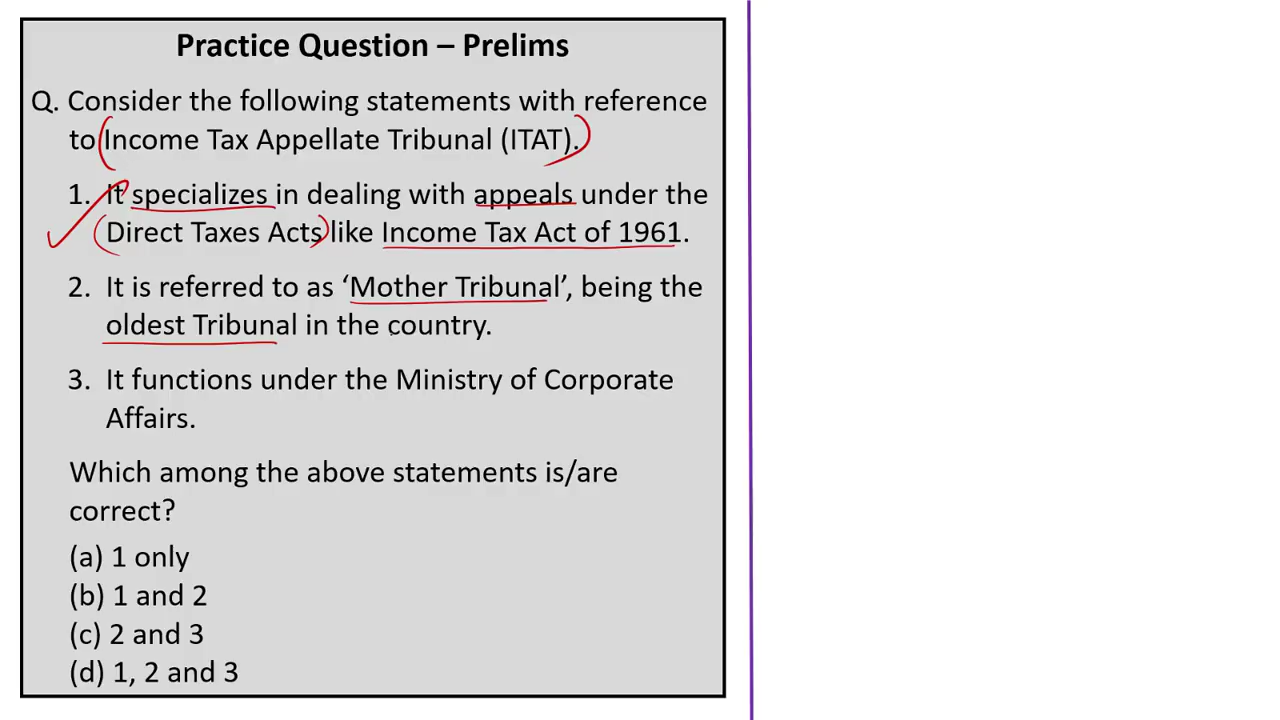 Practice Question – Prelims
Q. Consider the following statements with reference
to Income Tax Appellate Tribunal (ITAT).
1. It specializes in dealing with appeals under the
Direct Taxes Acts like Income Tax Act of 1961.
2. It is referred to as ‘Mother Tribunal’, being the
oldest Tribunal in the country.
3. It functions under the Ministry of Corporate
Affairs.
Which among the above statements is/are
correct?
(a) 1 only
(b) 1 and 2
(c) 2 and 3
(d) 1, 2 and 3